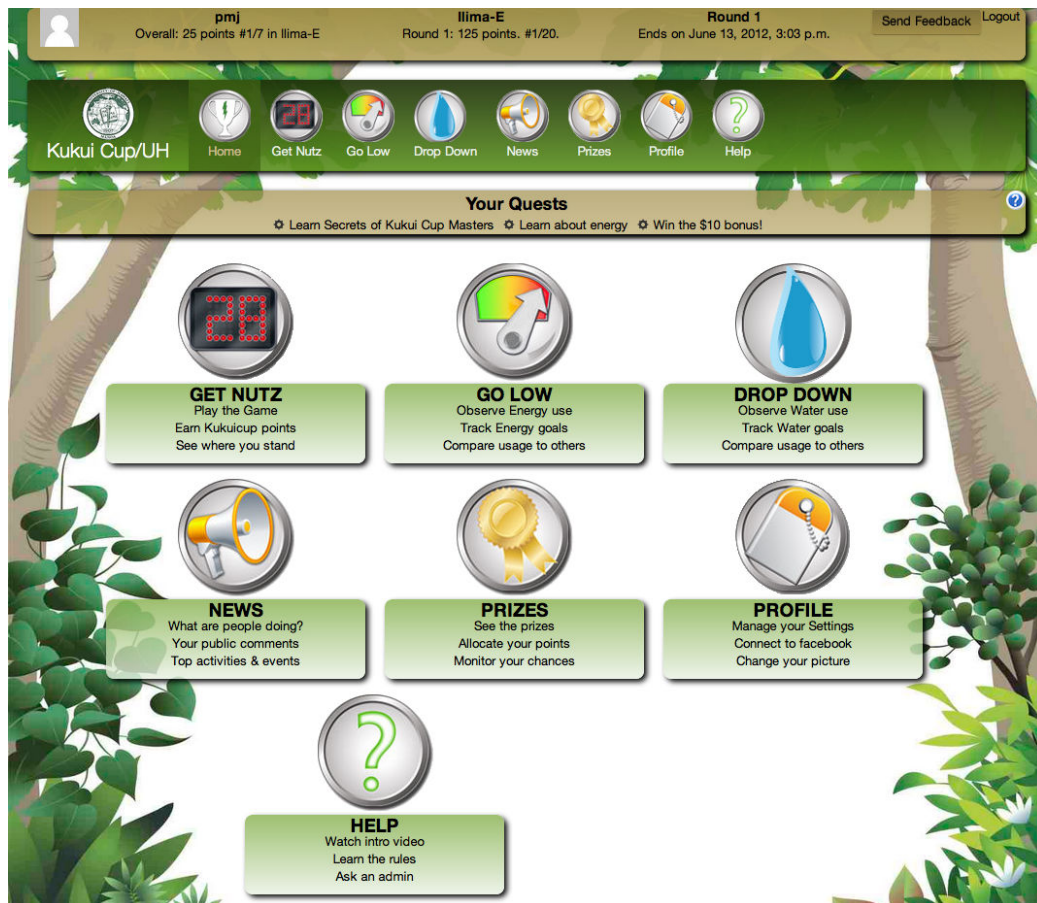 pmj
Overall: 25 points #1/7 in Ilima-E
Ilima-E
Round 1: 125 points. #1/20.
Round 1
Ends on June 13, 2012, 3:03 p.m.
Send Feedback
Logout
Kukui Cup/UH
Home
28
Get Nutz
Go Low
Drop Down
News
Prizes
Profile
?
Help
Your Quests
?
Learn Secrets of Kukui Cup Masters Learn about energy Win the $10 bonus!
28
GET NUTZ
Play the Game
Earn Kukuicup points
See where you stand
GO LOW
Observe Energy use
Track Energy goals
Compare usage to others
DROP DOWN
Observe Water use
Track Water goals
Compare usage to others
NEWS
What are people doing?
Your public comments
Top activities & events
PRIZES
See the prizes
Allocate your points
Monitor your chances
PROFILE
Manage your Settings
Connect to facebook
Change your picture
?
HELP
Watch intro video
Learn the rules
Ask an admin